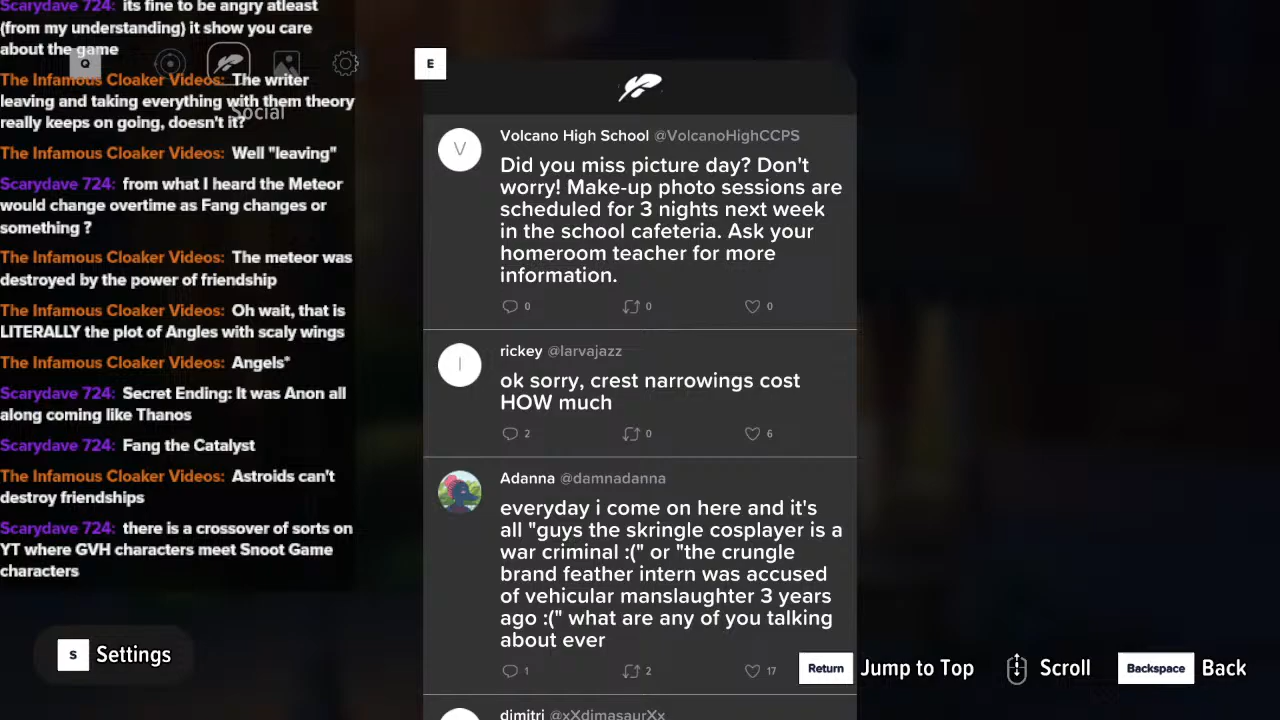 Scarydave 724: its fine to be angry atleast
(from my understanding) it show you care
about the game
The Infamous Cloaker Videos: The writer
leaving and taking everything with them theory
really keeps on going, doesn't it?
The Infamous Cloaker Videos: Well "leaving"
Scarydave 724: from what I heard the Meteor
would change overtime as Fang changes or
something ?
The Infamous Cloaker Videos: The meteor was
destroyed by the power of friendship
The Infamous Cloaker Videos: Oh wait, that is
LITERALLY the plot of Angles with scaly wings
The Infamous Cloaker Videos: Angels*
Scarydave 724: Secret Ending: It was Anon all
along coming like Thanos
Scarydave 724: Fang the Catalyst
The Infamous Cloaker Videos: Astroids can't
destroy friendships
Scarydave 724: there is a crossover of sorts on
YT where GVH characters meet Snoot Game
characters
Q
Social
E
V
Volcano High School @VolcanoHighCCPS
Did you miss picture day? Don't
worry! Make-up photo sessions are
scheduled for 3 nights next week
in the school cafeteria. Ask your
homeroom teacher for more
information.
0 0 0
l
rickey @larvajazz
ok sorry, crest narrowings cost
HOW much
2 0 6
Adanna @damnadanna
everyday i come on here and it's
all "guys the skringle cosplayer is a
war criminal :(" or "the crungle
brand feather intern was accused
of vehicular manslaughter 3 years
ago :(" what are any of you talking
about ever
1 2 17
dimitri @xXdimasaurXx
S Settings
Return Jump to Top Scroll Backspace Back